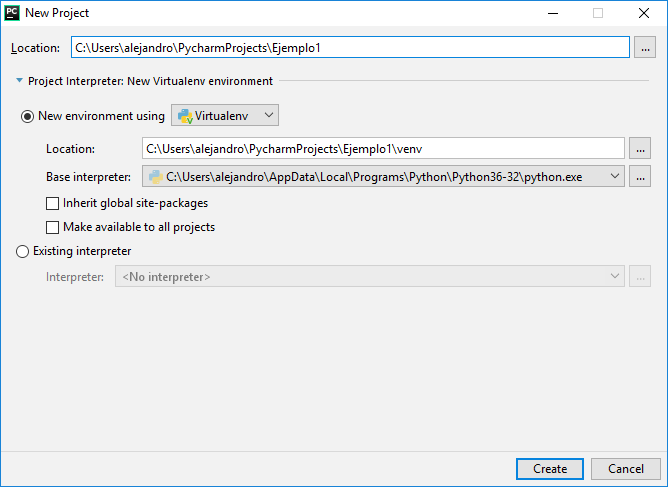 PC New Project
Location: C:\Users\alejandro\PycharmProjects\Ejemplo1 ...
Project Interpreter: New Virtualenv environment
New environment using Virtualenv
Location: C:\Users\alejandro\PycharmProjects\Ejemplo1\venv ...
Base interpreter: C:\Users\alejandro\AppData\Local\Programs\Python\Python36-32\python.exe ...
Inherit global site-packages
Make available to all projects
Existing interpreter
Interpreter: <No interpreter> ...
Create Cancel